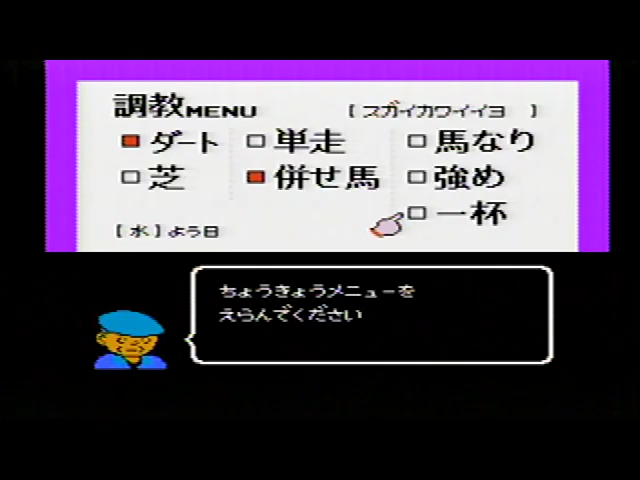 調教MENU [スガイカワイイヨ ]
ダート 単走 馬なり
芝 併せ馬 強め
一杯
[水]よう日
ちょうきょうメニューを
えらんでください